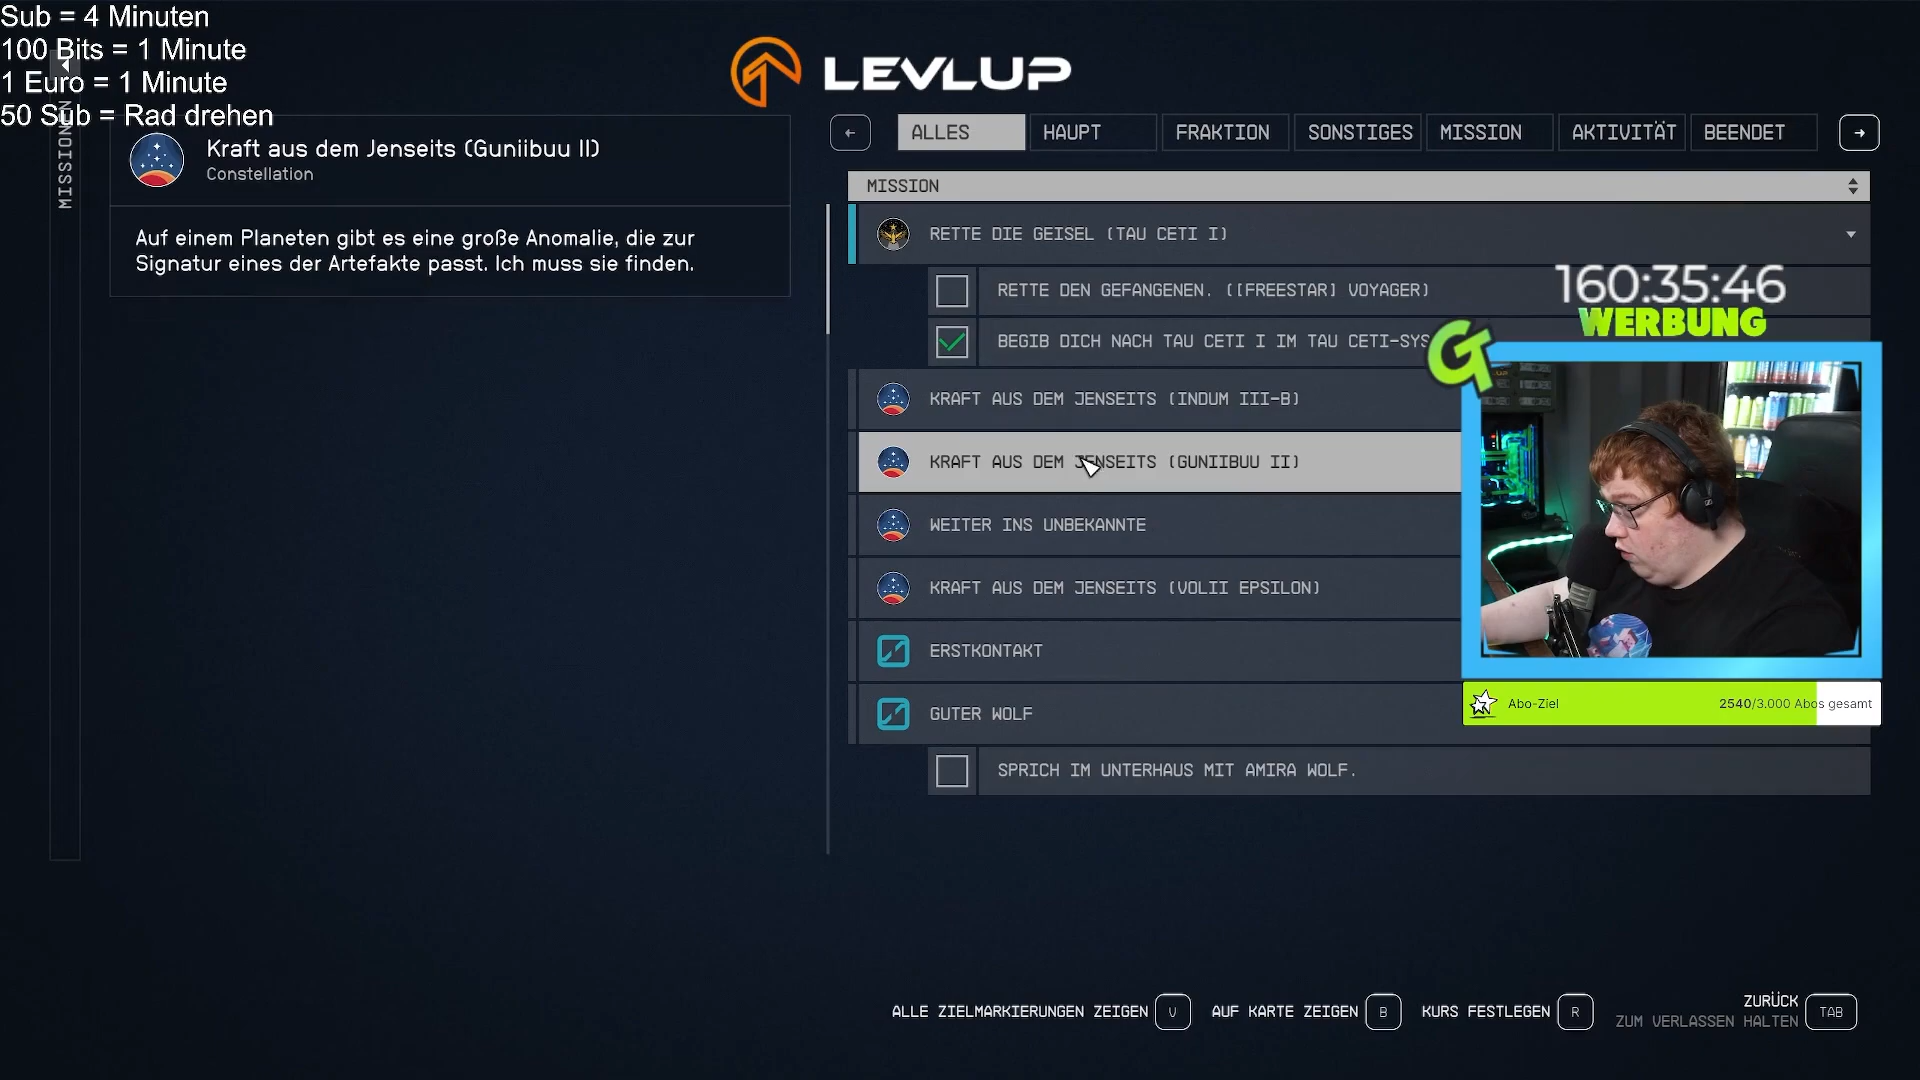 Sub = 4 Minuten
100 Bits = 1 Minute
1 Euro = 1 Minute
50 Sub = Rad drehen
MISSIONEN
LEVLUP
Kraft aus dem Jenseits (Guniibuu II)
Constellation
Auf einem Planeten gibt es eine große Anomalie, die zur
Signatur eines der Artefakte passt. Ich muss sie finden.
ALLES HAUPT FRAKTION SONSTIGES MISSION AKTIVITÄT BEENDET
MISSION
RETTE DIE GEISEL (TAU CETI I)
RETTE DEN GEFANGENEN. ([FREESTAR] VOYAGER)
BEGIB DICH NACH TAU CETI I IM TAU CETI-SYS
KRAFT AUS DEM JENSEITS (INDUM III-B)
KRAFT AUS DEM JENSEITS (GUNIIBUU II)
WEITER INS UNBEKANNTE
KRAFT AUS DEM JENSEITS (VOLII EPSILON)
ERSTKONTAKT
GUTER WOLF
SPRICH IM UNTERHAUS MIT AMIRA WOLF.
160:35:46
WERBUNG
G
LEVLUP
Abo-Ziel 2540/3.000 Abos gesamt
ALLE ZIELMARKIERUNGEN ZEIGEN V AUF KARTE ZEIGEN B KURS FESTLEGEN R ZURÜCK
ZUM VERLASSEN HALTEN TAB